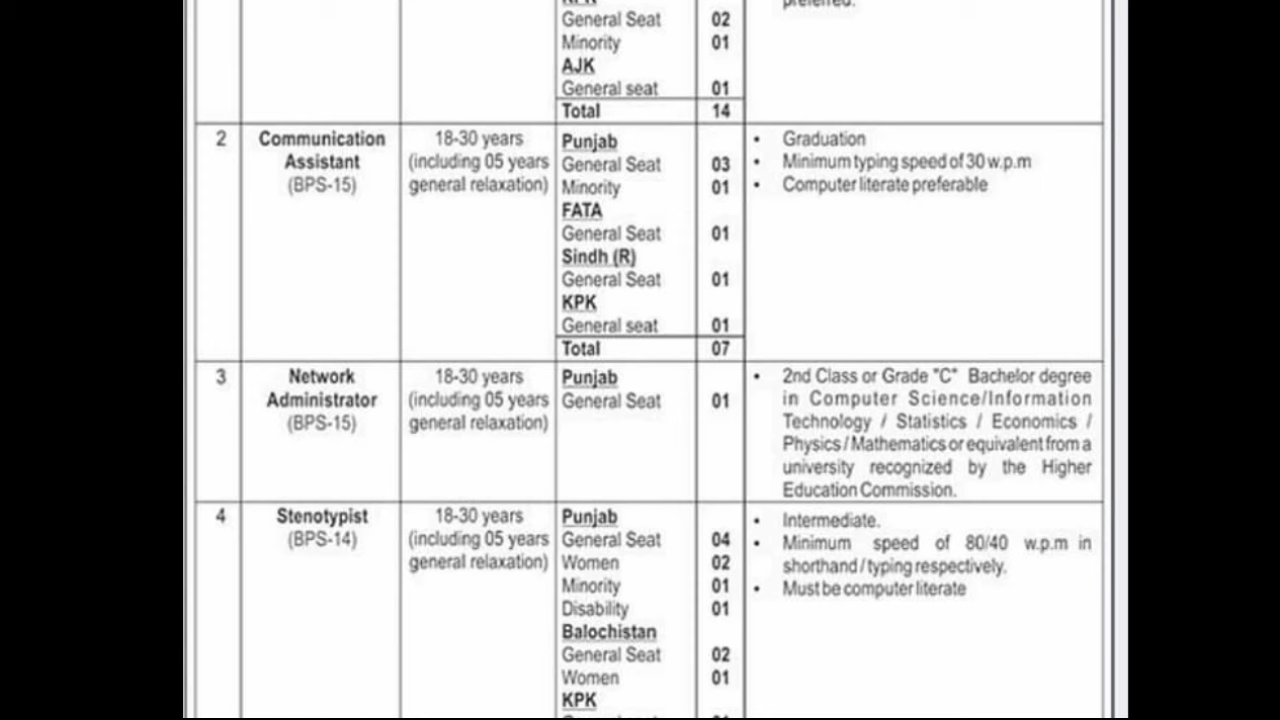 KPK
preferred.
General Seat 02
Minority 01
AJK
General seat 01
Total 14
2 Communication Assistant (BPS-15)
18-30 years
(including 05 years
general relaxation)
Punjab
General Seat 03
Minority 01
FATA
General Seat 01
Sindh (R)
General Seat 01
KPK
General seat 01
Total 07
• Graduation
• Minimum typing speed of 30 w.p.m
• Computer literate preferable
3 Network Administrator (BPS-15)
18-30 years
(including 05 years
general relaxation)
Punjab
General Seat 01
• 2nd Class or Grade "C" Bachelor degree
in Computer Science/Information
Technology / Statistics / Economics /
Physics / Mathematics or equivalent from a
university recognized by the Higher
Education Commission.
4 Stenotypist (BPS-14)
18-30 years
(including 05 years
general relaxation)
Punjab
General Seat 04
Women 02
Minority 01
Disability 01
Balochistan
General Seat 02
Women 01
KPK
• Intermediate.
• Minimum speed of 80/40 w.p.m in
shorthand / typing respectively.
• Must be computer literate